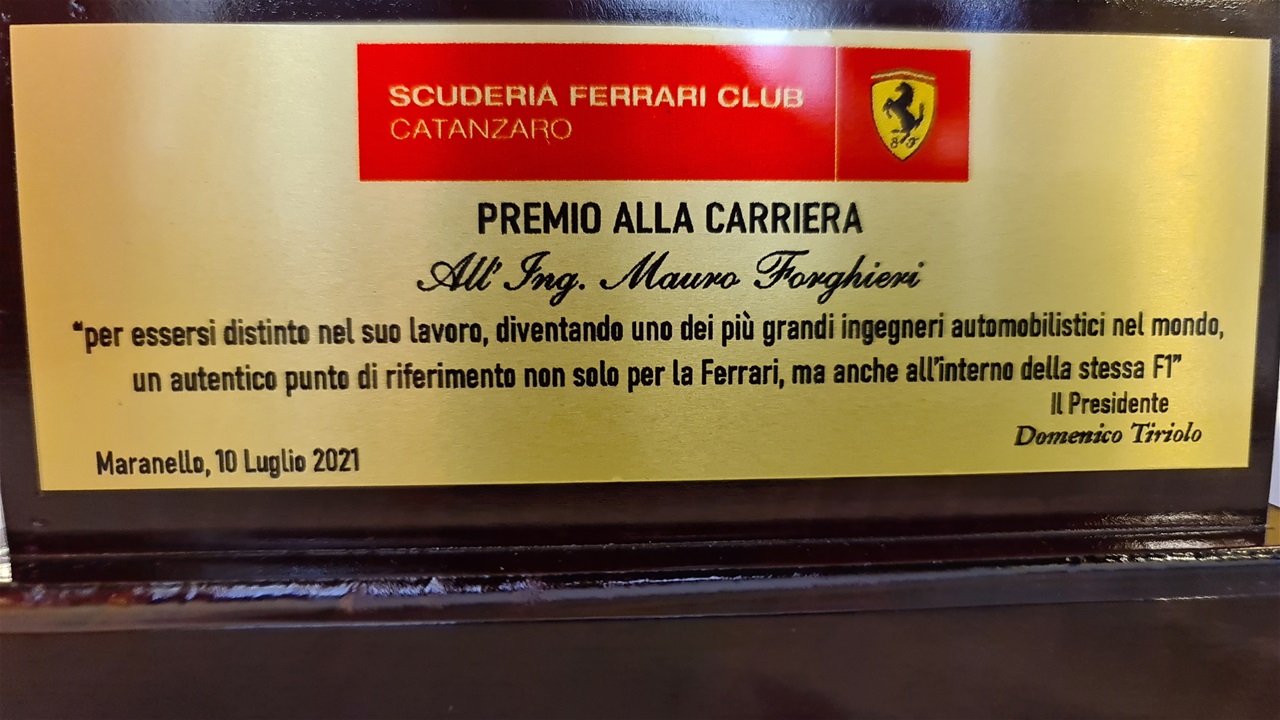 SCUDERIA FERRARI CLUB
CATANZARO
PREMIO ALLA CARRIERA
All' Ing. Mauro Forghieri
“per essersi distinto nel suo lavoro, diventando uno dei più grandi ingegneri automobilistici nel mondo,
un autentico punto di riferimento non solo per la Ferrari, ma anche all'interno della stessa F1”
Il Presidente
Domenico Tiriolo
Maranello, 10 Luglio 2021